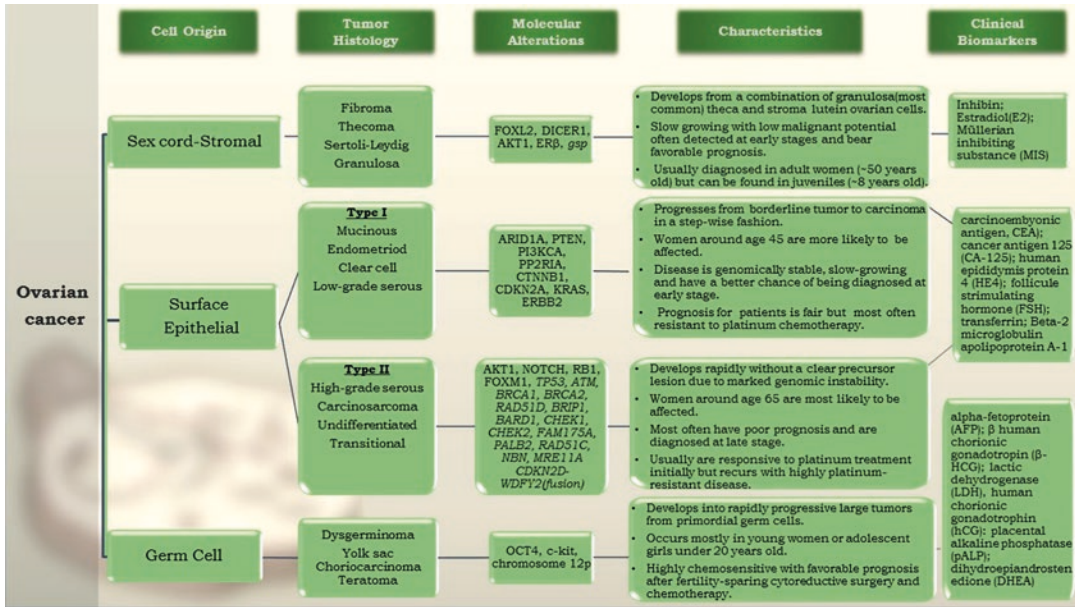 Cell Origin
Tumor
Histology
Molecular
Alterations
Characteristics
Clinical
Biomarkers
Ovarian
cancer
Sex cord-Stromal
Fibroma
Thecoma
Sertoli-Leydig
Granulosa
FOXL2, DICER1,
AKT1, ERβ, gsp
• Develops from a combination of granulosa(most
common) theca and stroma lutein ovarian cells.
• Slow growing with low malignant potential
often detected at early stages and bear
favorable prognosis.
• Usually diagnosed in adult women (~50 years
old) but can be found in juveniles (~8 years old).
Inhibin;
Estradiol(E2);
Müllerian
inhibiting
substance (MIS)
Surface
Epithelial
Type I
Mucinous
Endometriod
Clear cell
Low-grade serous
ARID1A, PTEN,
PI3KCA,
PP2RIA,
CTNNB1,
CDKN2A, KRAS,
ERBB2
• Progresses from borderline tumor to carcinoma
in a step-wise fashion.
• Women around age 45 are more likely to be
affected.
• Disease is genomically stable, slow-growing
and have a better chance of being diagnosed at
early stage.
• Prognosis for patients is fair but most often
resistant to platinum chemotherapy.
carcinoembyonic
antigen, CEA);
cancer antigen 125
(CA-125); human
epididymis protein
4 (HE4); follicule
strimulating
hormone (FSH);
transferrin; Beta-2
microglobulin
apolipoprotein A-1
Type II
High-grade serous
Carcinosarcoma
Undifferentiated
Transitional
AKT1, NOTCH, RB1,
FOXM1, TP53, ATM,
BRCA1, BRCA2,
RAD51D, BRIP1,
BARD1, CHEK1,
CHEK2, FAM175A,
PALB2, RAD51C,
NBN, MRE11A
CDKN2D-
WDFY2(fusion)
• Develops rapidly without a clear precursor
lesion due to marked genomic instability.
• Women around age 65 are most likely to be
affected.
• Most often have poor prognosis and are
diagnosed at late stage.
• Usually are responsive to platinum treatment
initially but recurs with highly platinum-
resistant disease.
Germ Cell
Dysgerminoma
Yolk sac
Choriocarcinoma
Teratoma
OCT4, c-kit,
chromosome 12p
• Develops into rapidly progressive large tumors
from primordial germ cells.
• Occurs mostly in young women or adolescent
girls under 20 years old.
• Highly chemosensitive with favorable prognosis
after fertility-sparing cytoreductive surgery and
chemotherapy.
alpha-fetoprotein
(AFP); β human
chorionic
gonadotropin (β-
HCG); lactic
dehydrogenase
(LDH), human
chorionic
gonadotrophin
(hCG): placental
alkaline phosphatase
(pALP);
dihydroepiandrosten
edione (DHEA)